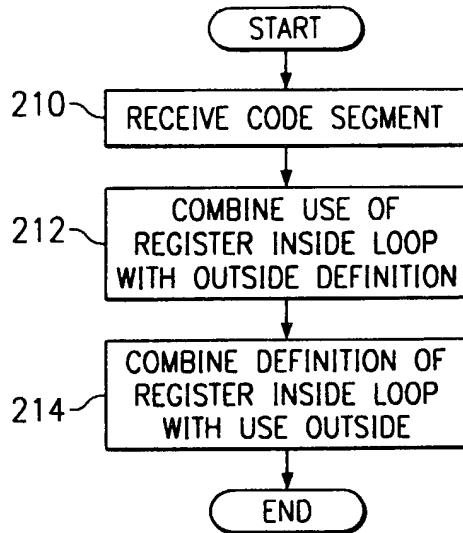 START
210
RECEIVE CODE SEGMENT
212
COMBINE USE OF
REGISTER INSIDE LOOP
WITH OUTSIDE DEFINITION
214
COMBINE DEFINITION OF
REGISTER INSIDE LOOP
WITH USE OUTSIDE
END